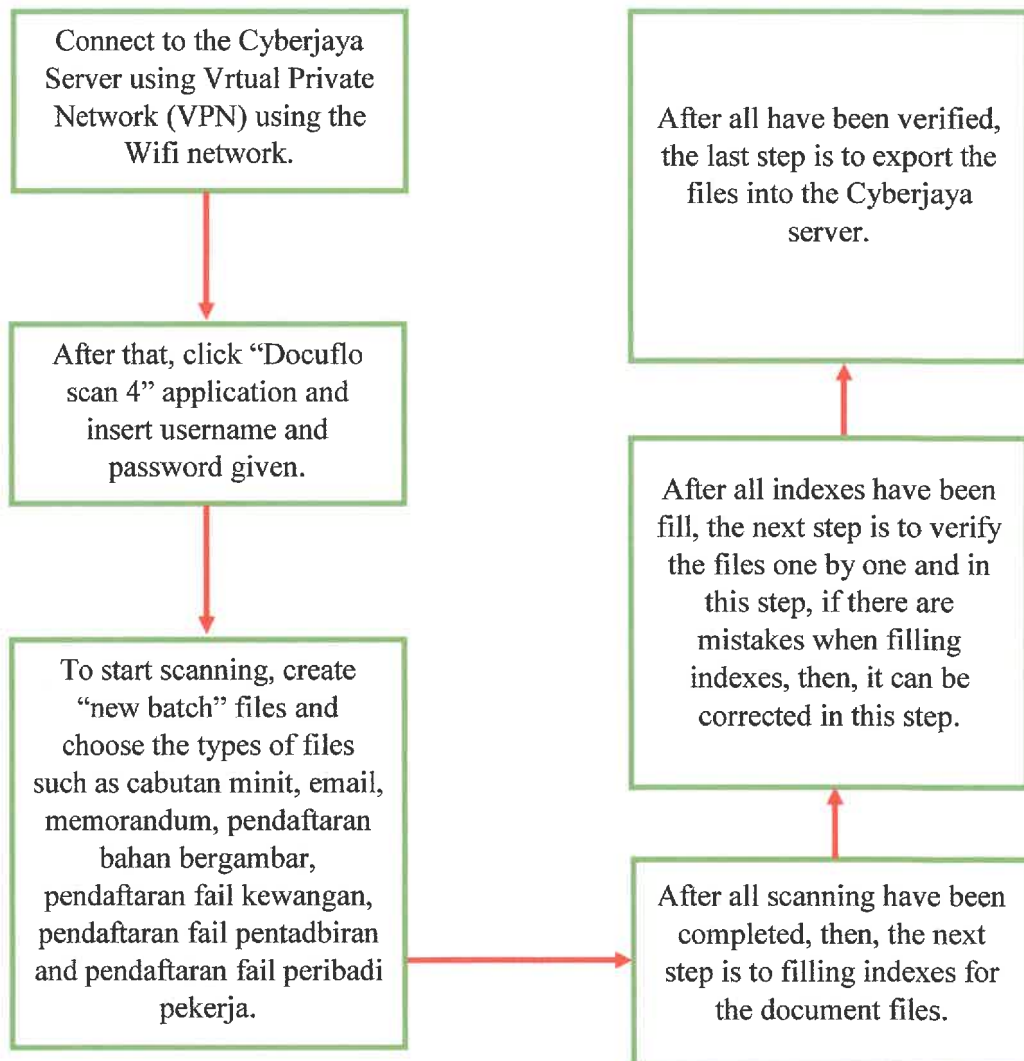 Connect to the Cyberjaya
Server using Vrtual Private
Network (VPN) using the
Wifi network.
After that, click “Docuflo
scan 4” application and
insert username and
password given.
To start scanning, create
“new batch” files and
choose the types of files
such as cabutan minit, email,
memorandum, pendaftaran
bahan bergambar,
pendaftaran fail kewangan,
pendaftaran fail pentadbiran
and pendaftaran fail peribadi
pekerja.
After all scanning have been
completed, then, the next
step is to filling indexes for
the document files.
After all indexes have been
fill, the next step is to verify
the files one by one and in
this step, if there are
mistakes when filling
indexes, then, it can be
corrected in this step.
After all have been verified,
the last step is to export the
files into the Cyberjaya
server.